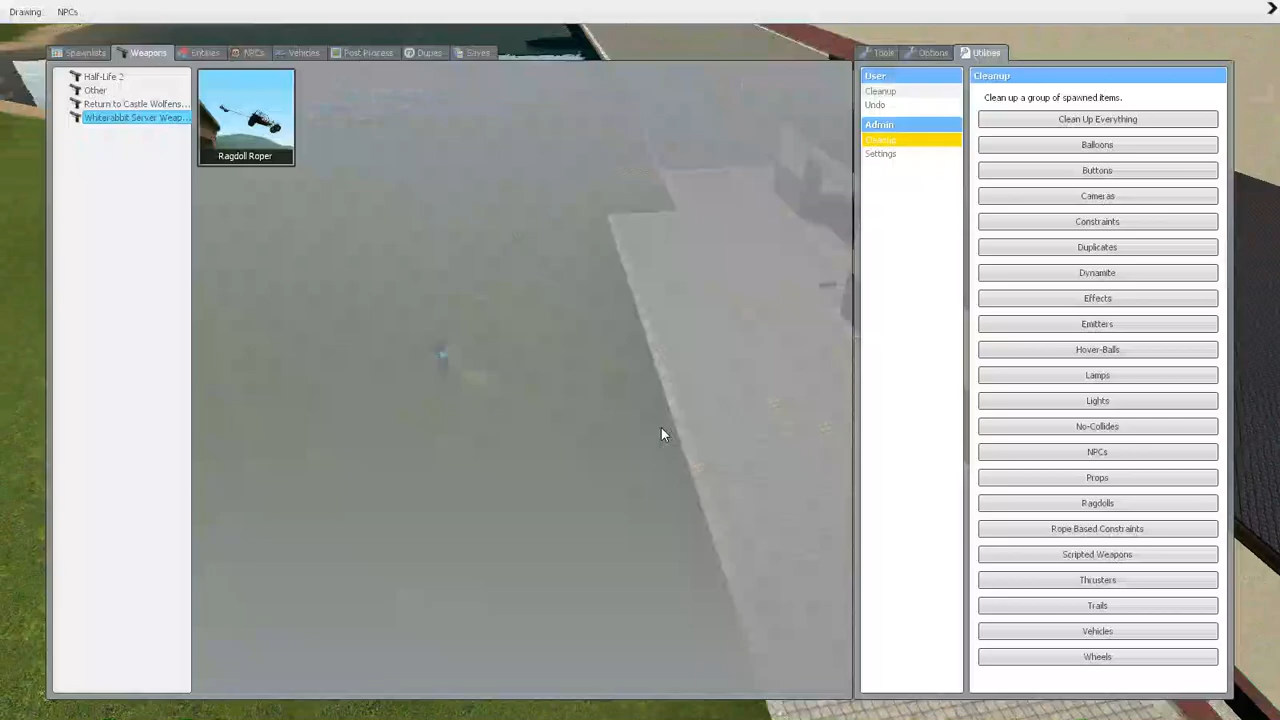 Drawing NPCs
Spawnlists Weapons Entities NPCs Vehicles Post Process Dupes Saves
Tools Options Utilities
Half-Life 2
Other
Return to Castle Wolfens...
Whiterabbit Server Weap...
Ragdoll Roper
User
Cleanup
Undo
Admin
Cleanup
Settings
Cleanup
Clean up a group of spawned items.
Clean Up Everything
Balloons
Buttons
Cameras
Constraints
Duplicates
Dynamite
Effects
Emitters
Hover-Balls
Lamps
Lights
No-Collides
NPCs
Props
Ragdolls
Rope Based Constraints
Scripted Weapons
Thrusters
Trails
Vehicles
Wheels